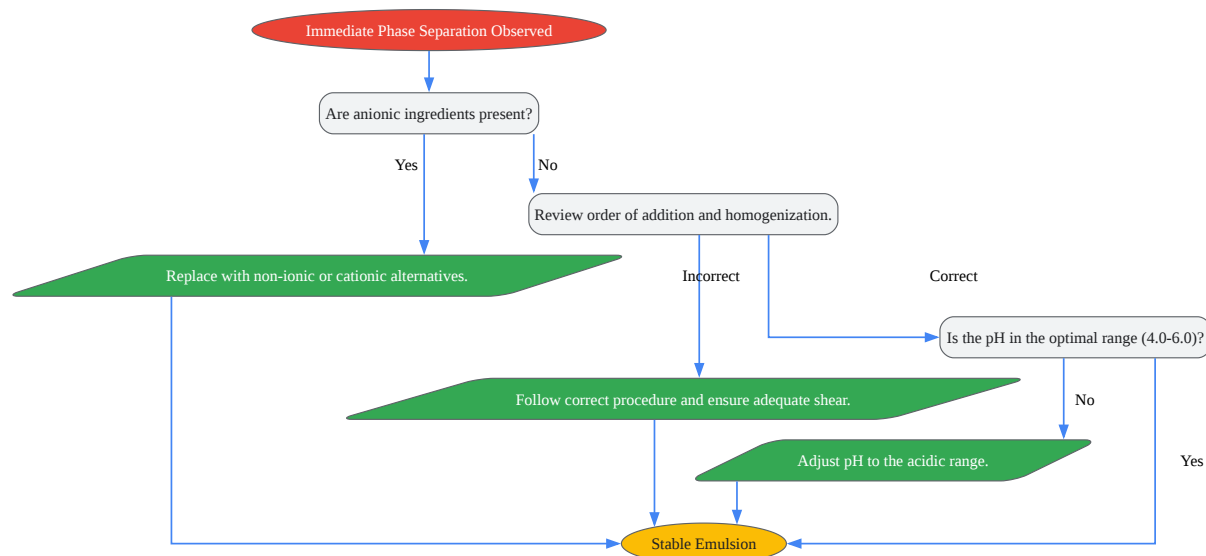 Immediate Phase Separation Observed
Are anionic ingredients present?
Yes
No
Review order of addition and homogenization.
Replace with non-ionic or cationic alternatives.
Incorrect
Correct
Is the pH in the optimal range (4.0-6.0)?
Follow correct procedure and ensure adequate shear.
No
Adjust pH to the acidic range.
Yes
Stable Emulsion